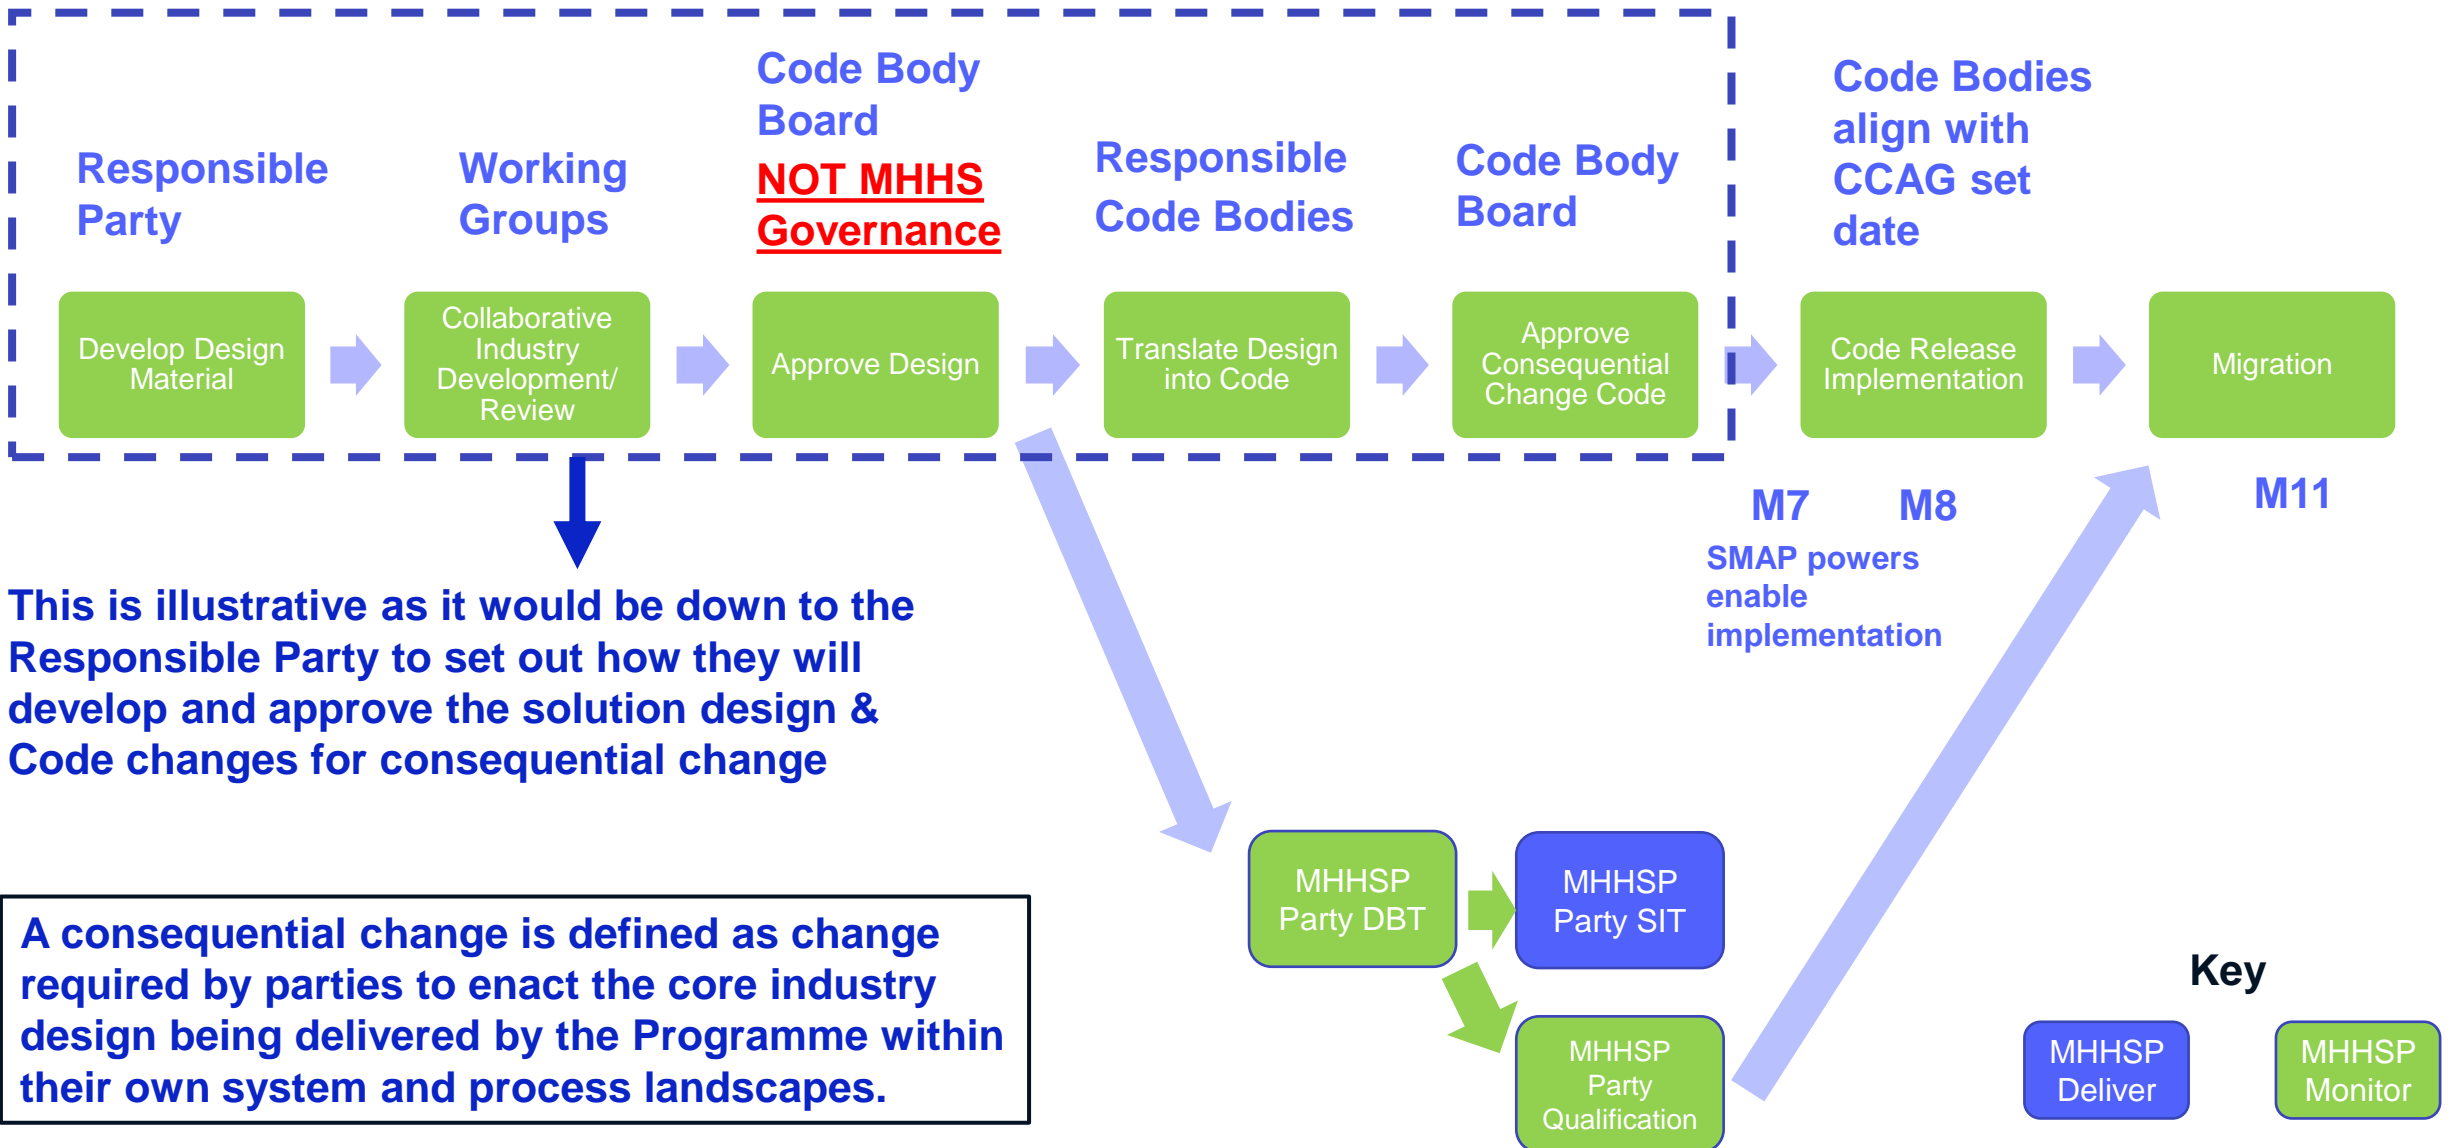 Responsible
Party
Working
Groups
Code Body
Board
NOT MHHS
Governance
Responsible
Code Bodies
Code Body
Board
Code Bodies
align with
CCAG set
date
Develop Design
Material
Collaborative
Industry
Development/
Review
Approve Design
Translate Design
into Code
Approve
Consequential
Change Code
Code Release
Implementation
Migration
M7
M8
M11
SMAP powers
enable
implementation
This is illustrative as it would be down to the
Responsible Party to set out how they will
develop and approve the solution design &
Code changes for consequential change
MHHSP
Party DBT
MHHSP
Party SIT
MHHSP
Party
Qualification
A consequential change is defined as change
required by parties to enact the core industry
design being delivered by the Programme within
their own system and process landscapes.
Key
MHHSP
Deliver
MHHSP
Monitor